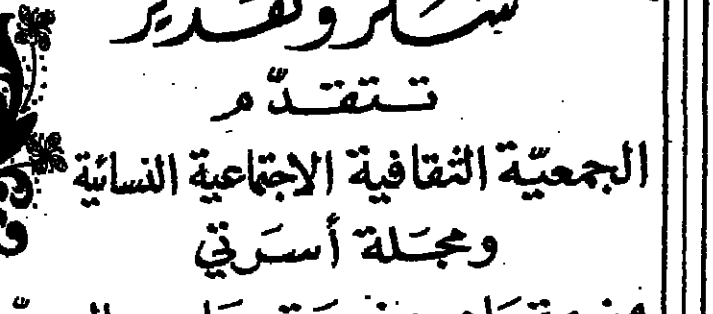 شكر وتقدير
تتقدّم
الجمعيّة الثقافية الاجتماعية النسائية
ومجلة أسرتي